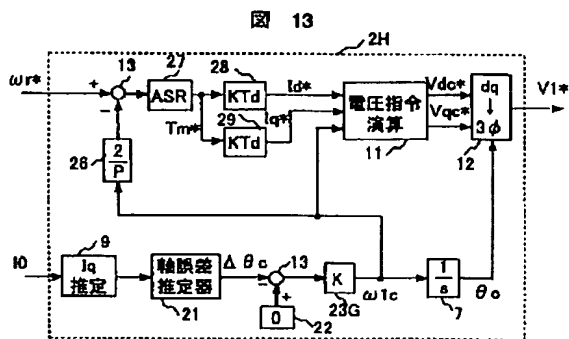 図 13
2H
ωr*
+
13
−
27
ASR
28
KTd
Id*
Tm*
29
KTd
Iq*
電圧指令
演算
11
Vdc*
Vqc*
dq
↓
3φ
12
V1*
26
2
P
I0
9
Iq
推定
軸誤差
推定器
21
Δθc
13
−
+
0
22
K
23G
ω1c
1
s
7
θc